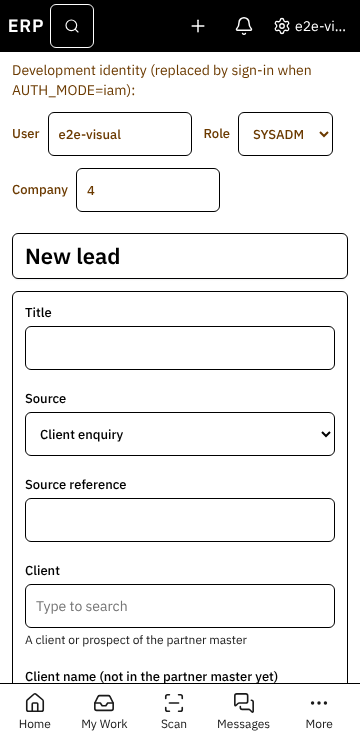 ERP e2e-vi...
Development identity (replaced by sign-in when
AUTH_MODE=iam):
User e2e-visual Role SYSADM
Company 4
New lead
Title
Source
Client enquiry
Source reference
Client
Type to search
A client or prospect of the partner master
Client name (not in the partner master yet)
Home My Work Scan Messages More